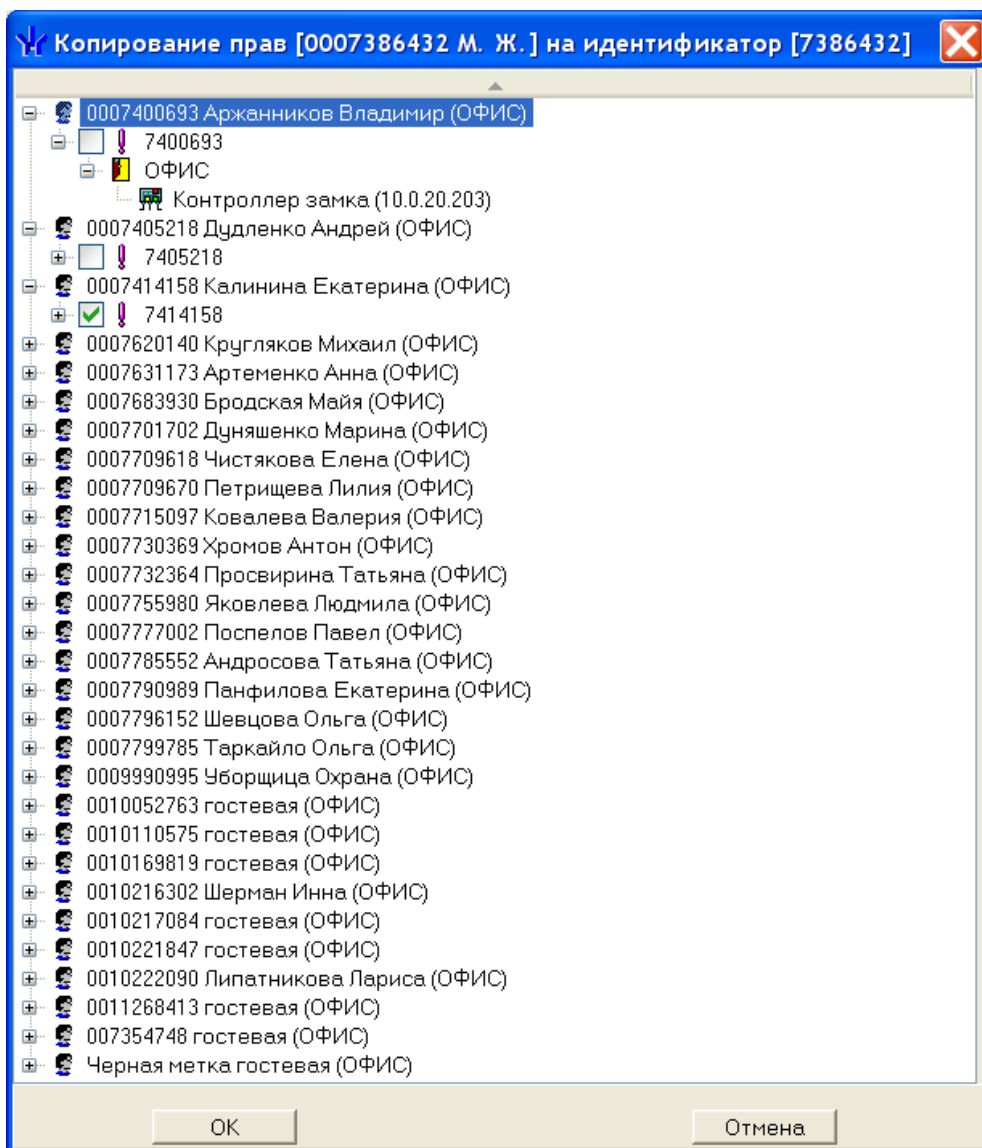 Копирование прав [0007386432 М. Ж.] на идентификатор [7386432]
0007400693 Аржанников Владимир (ОФИС)
7400693
ОФИС
Контроллер замка (10.0.20.203)
0007405218 Дудленко Андрей (ОФИС)
7405218
0007414158 Калинина Екатерина (ОФИС)
7414158
0007620140 Кругляков Михаил (ОФИС)
0007631173 Артеменко Анна (ОФИС)
0007683930 Бродская Майя (ОФИС)
0007701702 Дуняшенко Марина (ОФИС)
0007709618 Чистякова Елена (ОФИС)
0007709670 Петрищева Лилия (ОФИС)
0007715097 Ковалева Валерия (ОФИС)
0007730369 Хромов Антон (ОФИС)
0007732364 Просвирина Татьяна (ОФИС)
0007755980 Яковлева Людмила (ОФИС)
0007777002 Поспелов Павел (ОФИС)
0007785552 Андросова Татьяна (ОФИС)
0007790989 Панфилова Екатерина (ОФИС)
0007796152 Шевцова Ольга (ОФИС)
0007799785 Таркайло Ольга (ОФИС)
0009990995 Уборщица Охрана (ОФИС)
0010052763 гостевая (ОФИС)
0010110575 гостевая (ОФИС)
0010169819 гостевая (ОФИС)
0010216302 Шерман Инна (ОФИС)
0010217084 гостевая (ОФИС)
0010221847 гостевая (ОФИС)
0010222090 Липатникова Лариса (ОФИС)
0011268413 гостевая (ОФИС)
007354748 гостевая (ОФИС)
Черная метка гостевая (ОФИС)
ОК Отмена